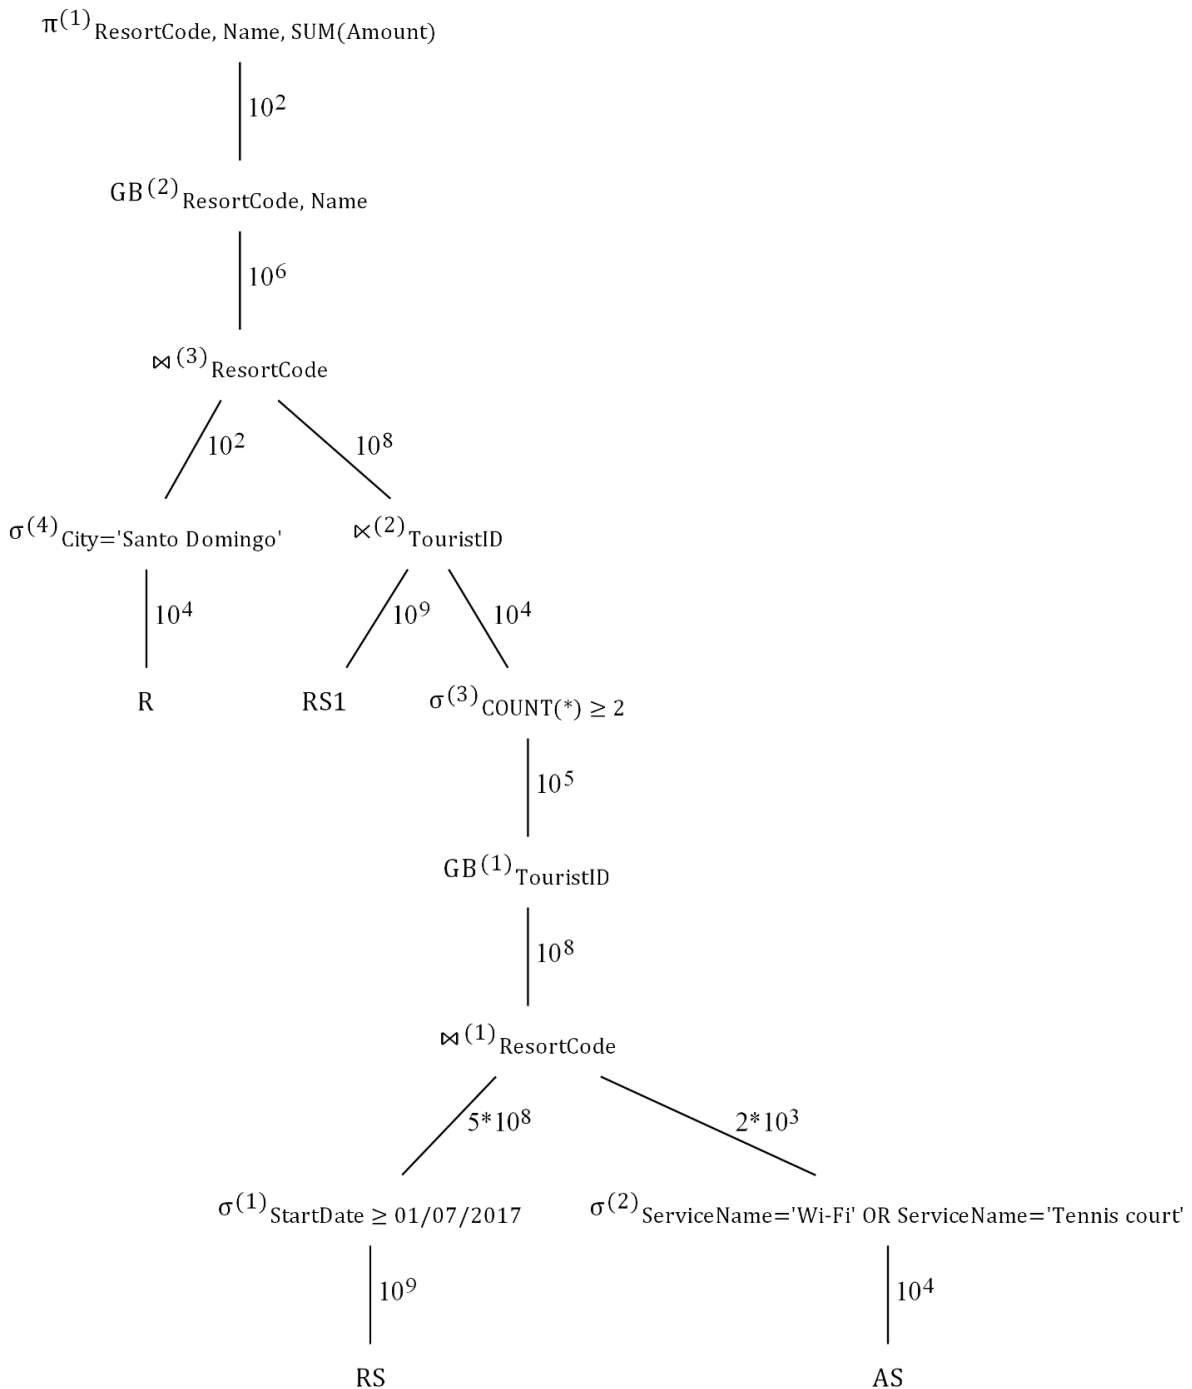 π(1) ResortCode, Name, SUM(Amount)
10²
GB(2) ResortCode, Name
10⁶
⋈(3) ResortCode
10² 10⁸
σ(4) City='Santo Domingo' ⋉(2) TouristID
10⁴ 10⁹ 10⁴
R RS1 σ(3) COUNT(*) ≥ 2
10⁵
GB(1) TouristID
10⁸
⋈(1) ResortCode
5*10⁸ 2*10³
σ(1) StartDate ≥ 01/07/2017 σ(2) ServiceName='Wi-Fi' OR ServiceName='Tennis court'
10⁹ 10⁴
RS AS